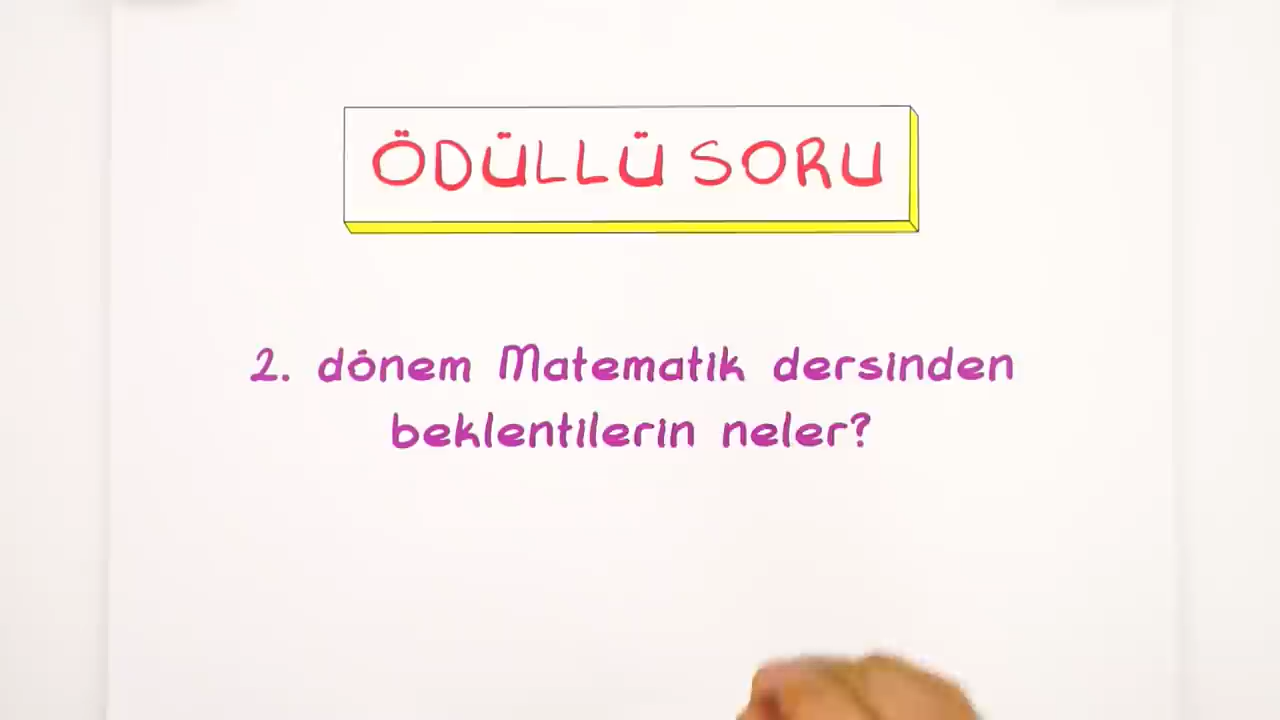 ÖDÜLLÜ SORU
2. dönem Matematik dersinden
beklentilerin neler?